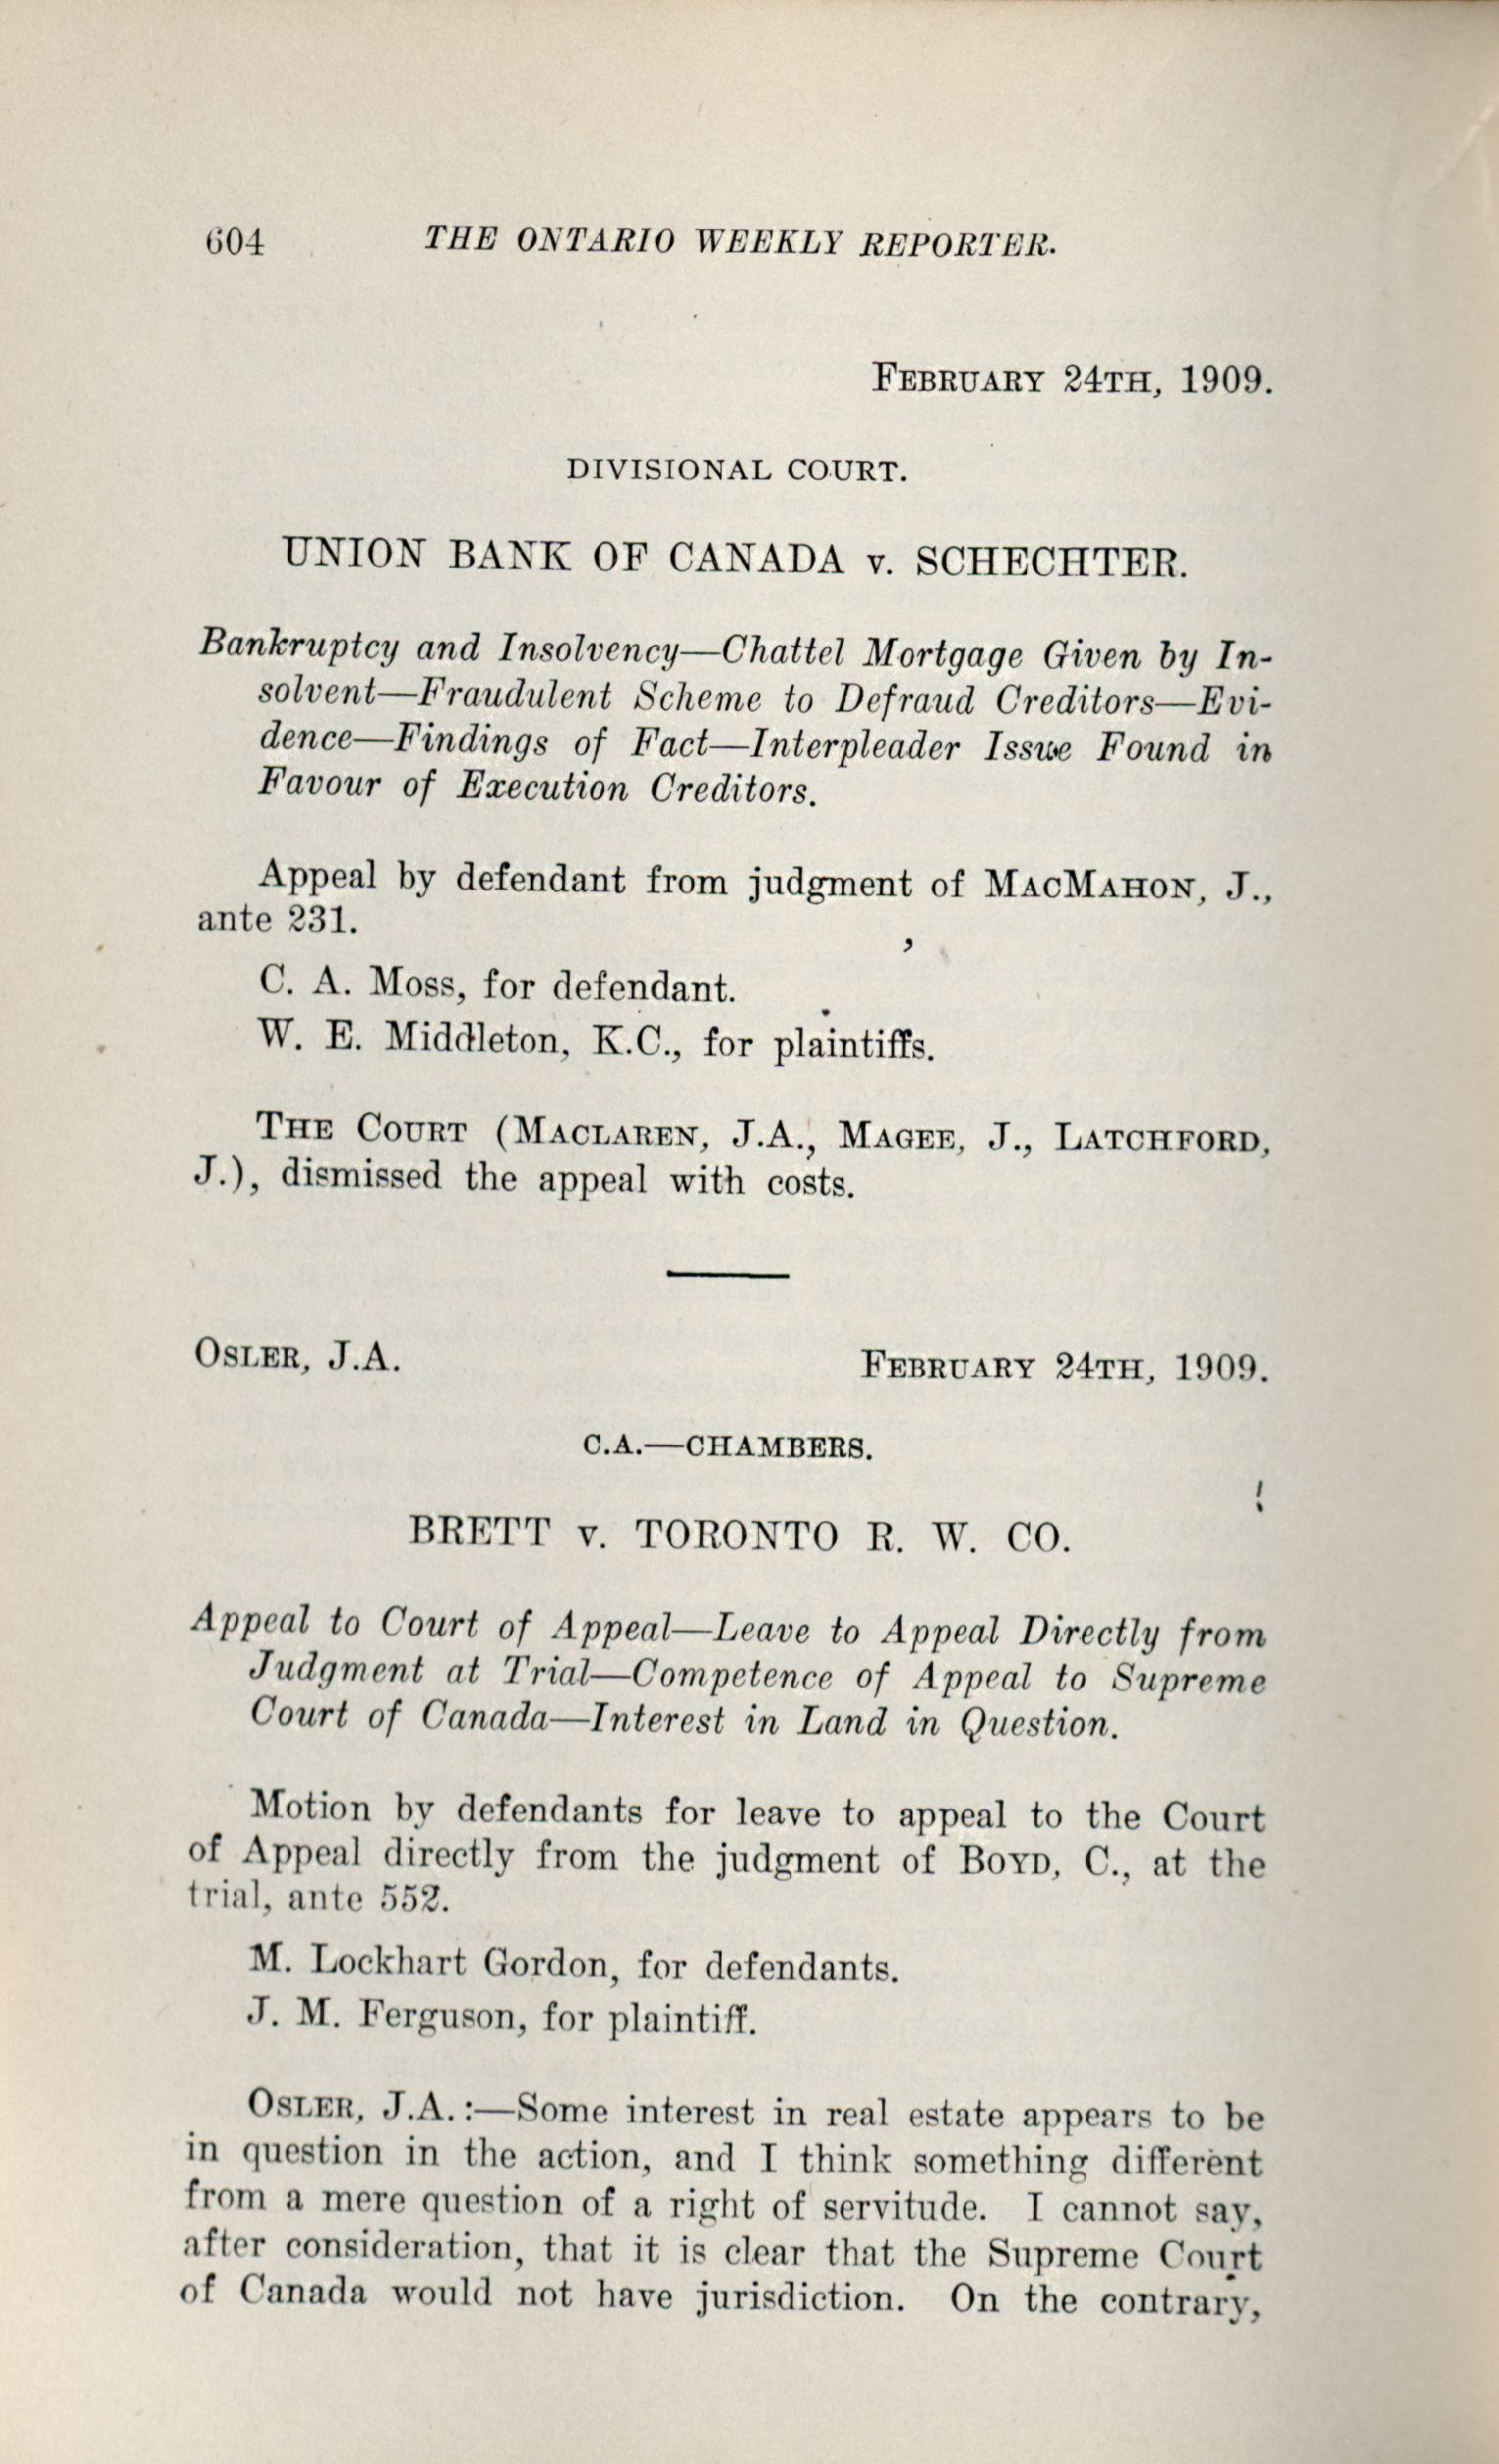 604 THE ONTARIO WEEKLY REPORTER.
FEBRUARY 24TH, 1909.
DIVISIONAL COURT.
UNION BANK OF CANADA v. SCHECHTER.
Bankruptcy and Insolvency—Chattel Mortgage Given by In-
solvent—Fraudulent Scheme to Defraud Creditors—Evi-
dence—Findings of Fact—Interpleader Issue Found in
Favour of Execution Creditors.
Appeal by defendant from judgment of MACMAHON, J.,
ante 231.
C. A. Moss, for defendant.
W. E. Middleton, K.C., for plaintiffs.
THE COURT (MACLAREN, J.A., MAGEE, J., LATCHFORD,
J.), dismissed the appeal with costs.
OSLER, J.A. FEBRUARY 24TH, 1909.
C.A.—CHAMBERS.
BRETT v. TORONTO R. W. CO.
Appeal to Court of Appeal—Leave to Appeal Directly from
Judgment at Trial—Competence of Appeal to Supreme
Court of Canada—Interest in Land in Question.
Motion by defendants for leave to appeal to the Court
of Appeal directly from the judgment of BOYD, C., at the
trial, ante 552.
M. Lockhart Gordon, for defendants.
J. M. Ferguson, for plaintiff.
OSLER, J.A.:—Some interest in real estate appears to be
in question in the action, and I think something different
from a mere question of a right of servitude. I cannot say,
after consideration, that it is clear that the Supreme Court
of Canada would not have jurisdiction. On the contrary,